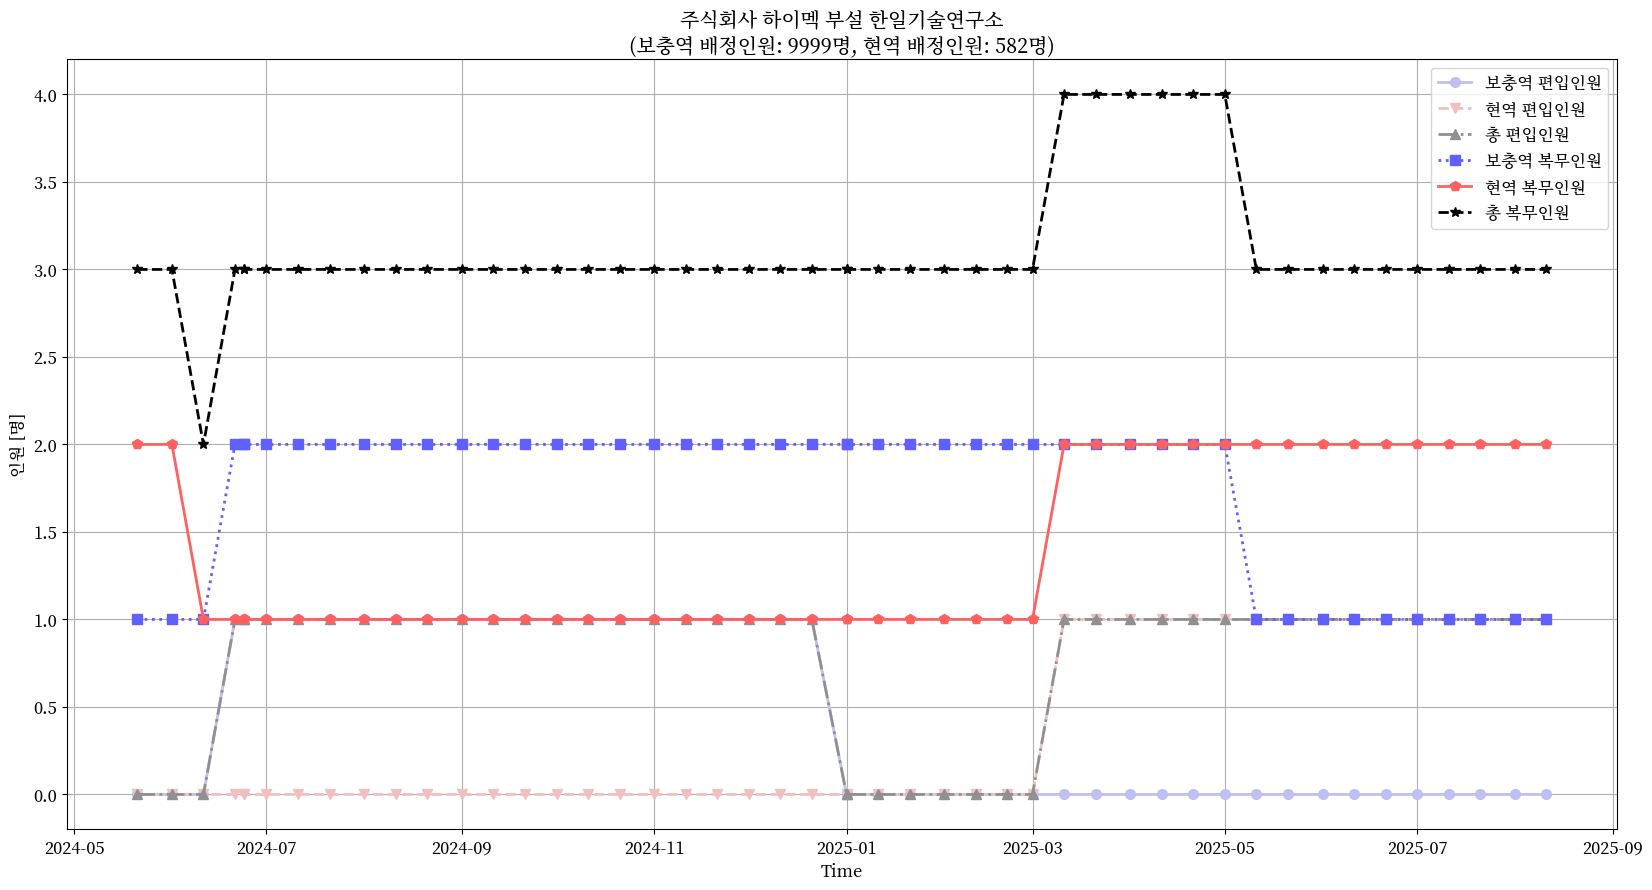 주식회사 하이멕 부설 한일기술연구소
(보충역 배정인원: 9999명, 현역 배정인원: 582명)
보충역 편입인원
현역 편입인원
총 편입인원
보충역 복무인원
현역 복무인원
총 복무인원
인원 [명]
4.0
3.5
3.0
2.5
2.0
1.5
1.0
0.5
0.0
2024-05
2024-07
2024-09
2024-11
2025-01
2025-03
2025-05
2025-07
2025-09
Time